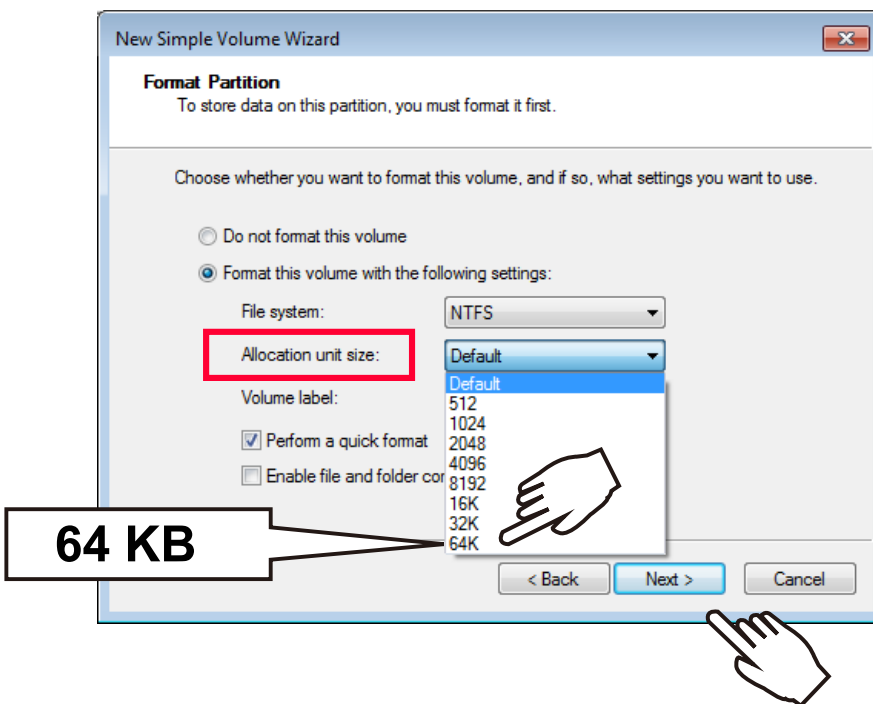 New Simple Volume Wizard
Format Partition
To store data on this partition, you must format it first.
Choose whether you want to format this volume, and if so, what settings you want to use.
Do not format this volume
Format this volume with the following settings:
File system: NTFS
Allocation unit size: Default
Volume label:
Default
512
1024
2048
4096
8192
16K
32K
64K
Perform a quick format
Enable file and folder
64 KB
< Back Next > Cancel